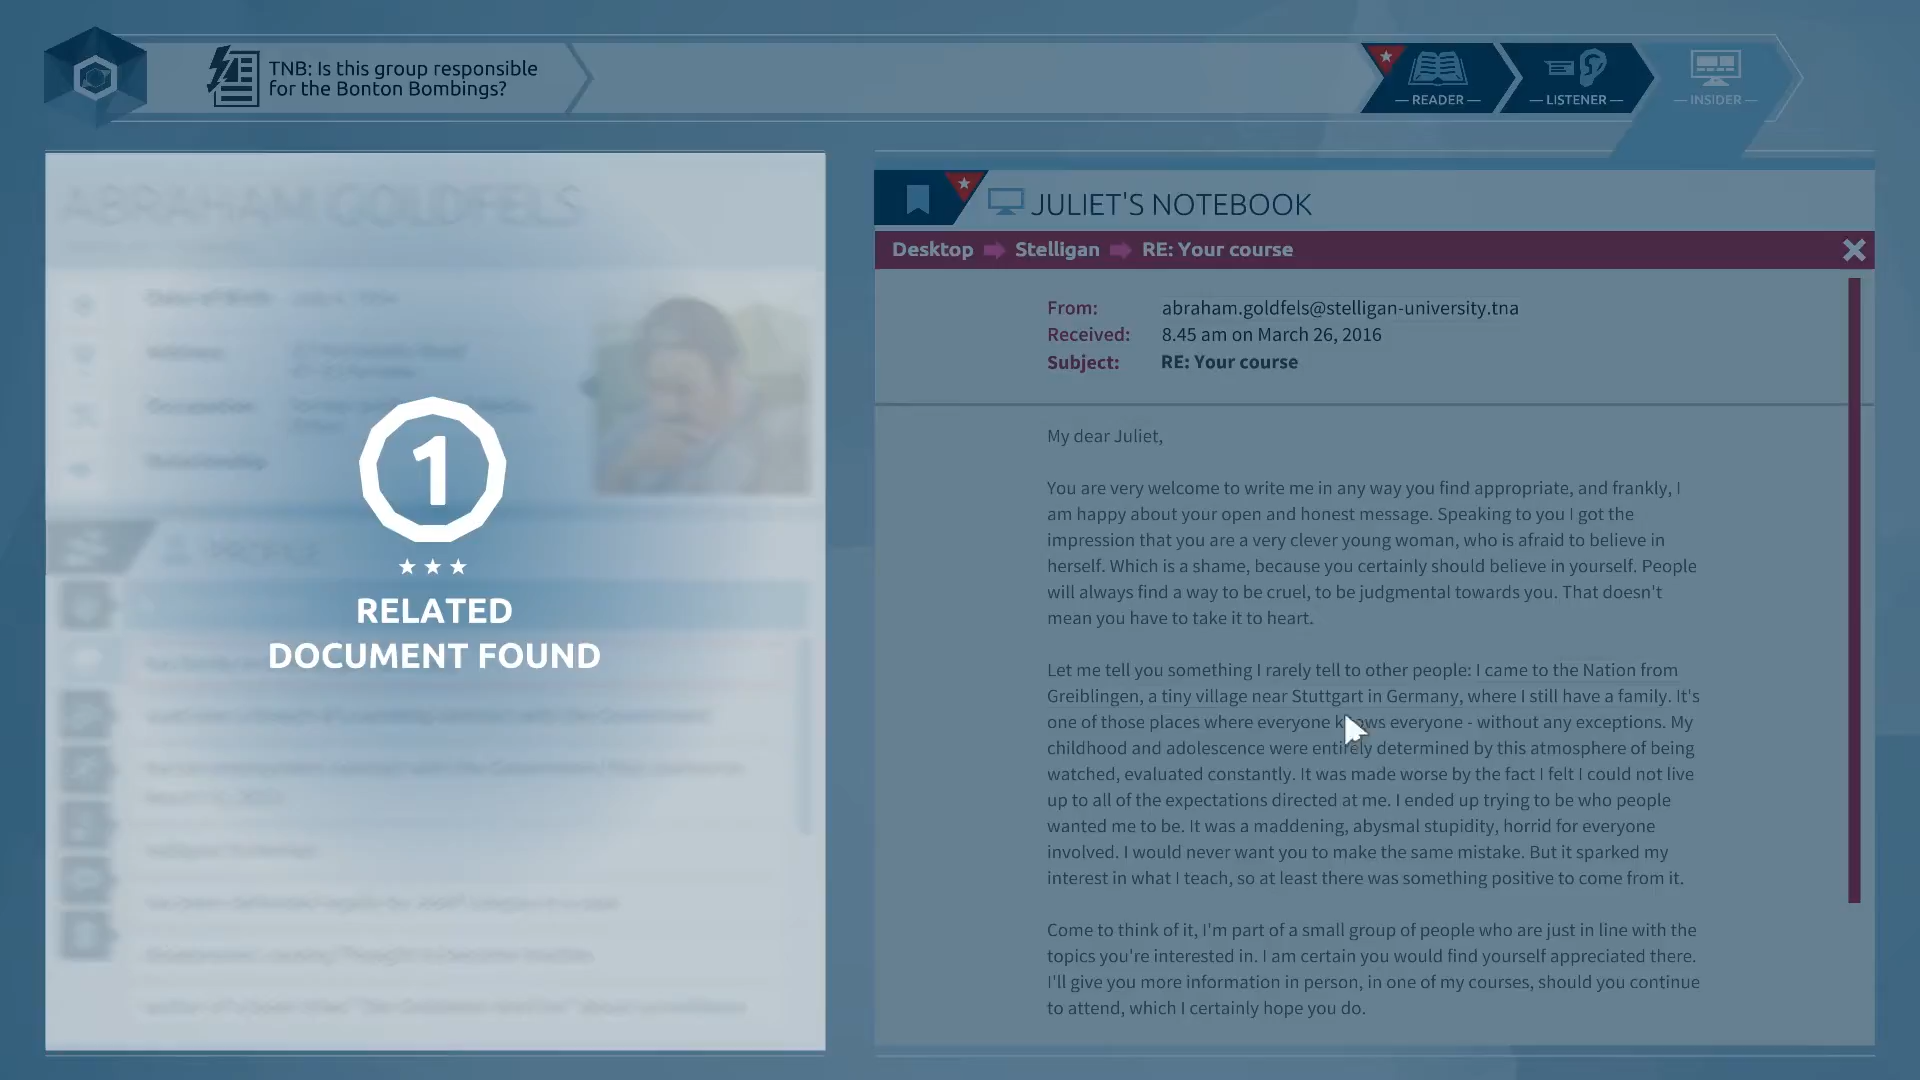 TNB: Is this group responsible
for the Bonton Bombings?
READER
LISTENER
INSIDER
ABRAHAM GOLDFELS
Date of Birth
Address
Occupation
Relationship
PROFILE
1
RELATED
DOCUMENT FOUND
JULIET'S NOTEBOOK
Desktop Stelligan RE: Your course
From: abraham.goldfels@stelligan-university.tna
Received: 8.45 am on March 26, 2016
Subject: RE: Your course
My dear Juliet,
You are very welcome to write me in any way you find appropriate, and frankly, I
am happy about your open and honest message. Speaking to you I got the
impression that you are a very clever young woman, who is afraid to believe in
herself. Which is a shame, because you certainly should believe in yourself. People
will always find a way to be cruel, to be judgmental towards you. That doesn't
mean you have to take it to heart.
Let me tell you something I rarely tell to other people: I came to the Nation from
Greiblingen, a tiny village near Stuttgart in Germany, where I still have a family. It's
one of those places where everyone knows everyone - without any exceptions. My
childhood and adolescence were entirely determined by this atmosphere of being
watched, evaluated constantly. It was made worse by the fact I felt I could not live
up to all of the expectations directed at me. I ended up trying to be who people
wanted me to be. It was a maddening, abysmal stupidity, horrid for everyone
involved. I would never want you to make the same mistake. But it sparked my
interest in what I teach, so at least there was something positive to come from it.
Come to think of it, I'm part of a small group of people who are just in line with the
topics you're interested in. I am certain you would find yourself appreciated there.
I'll give you more information in person, in one of my courses, should you continue
to attend, which I certainly hope you do.